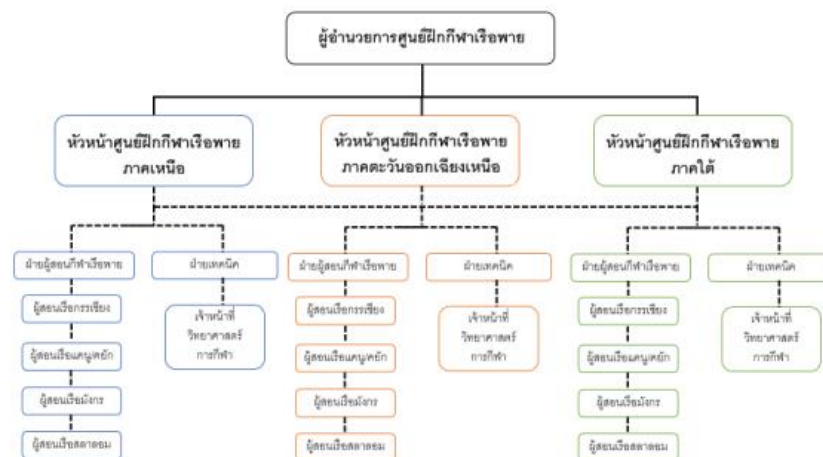 ผู้อำนวยการศูนย์ฝึกกีฬาเรือพาย
หัวหน้าศูนย์ฝึกกีฬาเรือพาย
ภาคเหนือ
หัวหน้าศูนย์ฝึกกีฬาเรือพาย
ภาคตะวันออกเฉียงเหนือ
หัวหน้าศูนย์ฝึกกีฬาเรือพาย
ภาคใต้
ฝ่ายผู้สอนกีฬาเรือพาย
ฝ่ายเทคนิค
ฝ่ายผู้สอนกีฬาเรือพาย
ฝ่ายเทคนิค
ฝ่ายผู้สอนกีฬาเรือพาย
ฝ่ายเทคนิค
ผู้สอนเรือกรรเชียง
เจ้าหน้าที่
วิทยาศาสตร์
การกีฬา
ผู้สอนเรือกรรเชียง
เจ้าหน้าที่
วิทยาศาสตร์
การกีฬา
ผู้สอนเรือกรรเชียง
เจ้าหน้าที่
วิทยาศาสตร์
การกีฬา
ผู้สอนเรือแคนู/คยัก
ผู้สอนเรือแคนู/คยัก
ผู้สอนเรือแคนู/คยัก
ผู้สอนเรือมังกร
ผู้สอนเรือมังกร
ผู้สอนเรือมังกร
ผู้สอนเรือสลาลอม
ผู้สอนเรือสลาลอม
ผู้สอนเรือสลาลอม